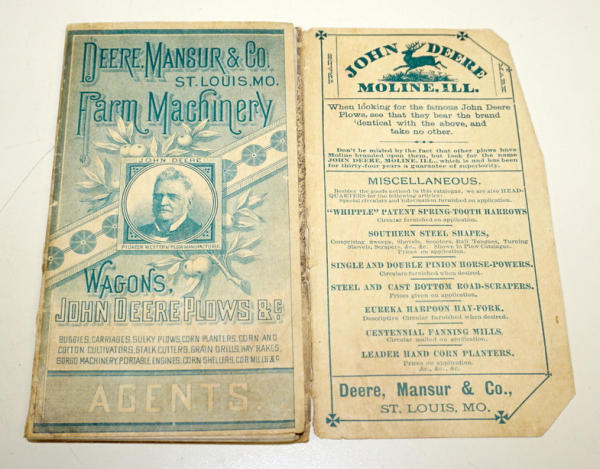 DEERE, MANSUR & CO.
ST. LOUIS, MO.
Farm Machinery
JOHN DEERE
PIONEER WESTERN PLOW MANUFACTURER
WAGONS,
JOHN DEERE PLOWS &c
BUGGIES, CARRIAGES, SULKY PLOWS, CORN PLANTERS, CORN AND
COTTON CULTIVATORS, STALK CUTTERS, GRAIN DRILLS, HAY RAKES,
SORGO MACHINERY, PORTABLE ENGINES, CORN SHELLERS, COB MILLS &c
AGENTS.
TRADE
MARK
JOHN DEERE
MOLINE, ILL.
When looking for the famous John Deere
Plows, see that they bear the brand
'dentical with the above, and
take no other.
Don't be misled by the fact that other plows have
Moline branded upon them, but look for the name
JOHN DEERE, MOLINE, ILL., which is and has been
for thirty-four years a guarantee of superiority.
MISCELLANEOUS.
Besides the goods noticed in this catalogue, we are also HEAD-
QUARTERS for the following articles:
Special circulars and information furnished on application.
"WHIPPLE" PATENT SPRING-TOOTH HARROWS
Circular furnished on application.
SOUTHERN STEEL SHAPES,
Comprising Sweeps, Shovels, Scooters, Bull Tongues, Turning
Shovels, Scrapers, &c., &c. Shown in Plow Catalogue.
Prices on application.
SINGLE AND DOUBLE PINION HORSE-POWERS.
Circulars furnished when desired.
STEEL AND CAST BOTTOM ROAD-SCRAPERS,
Prices given on application.
EUREKA HARPOON HAY-FORK,
Descriptive Circular furnished when desired.
CENTENNIAL FANNING MILLS,
Circular mailed on application.
LEADER HAND CORN PLANTERS.
Prices on application.
&c., &c., &c.
Deere, Mansur & Co.,
ST. LOUIS, MO.